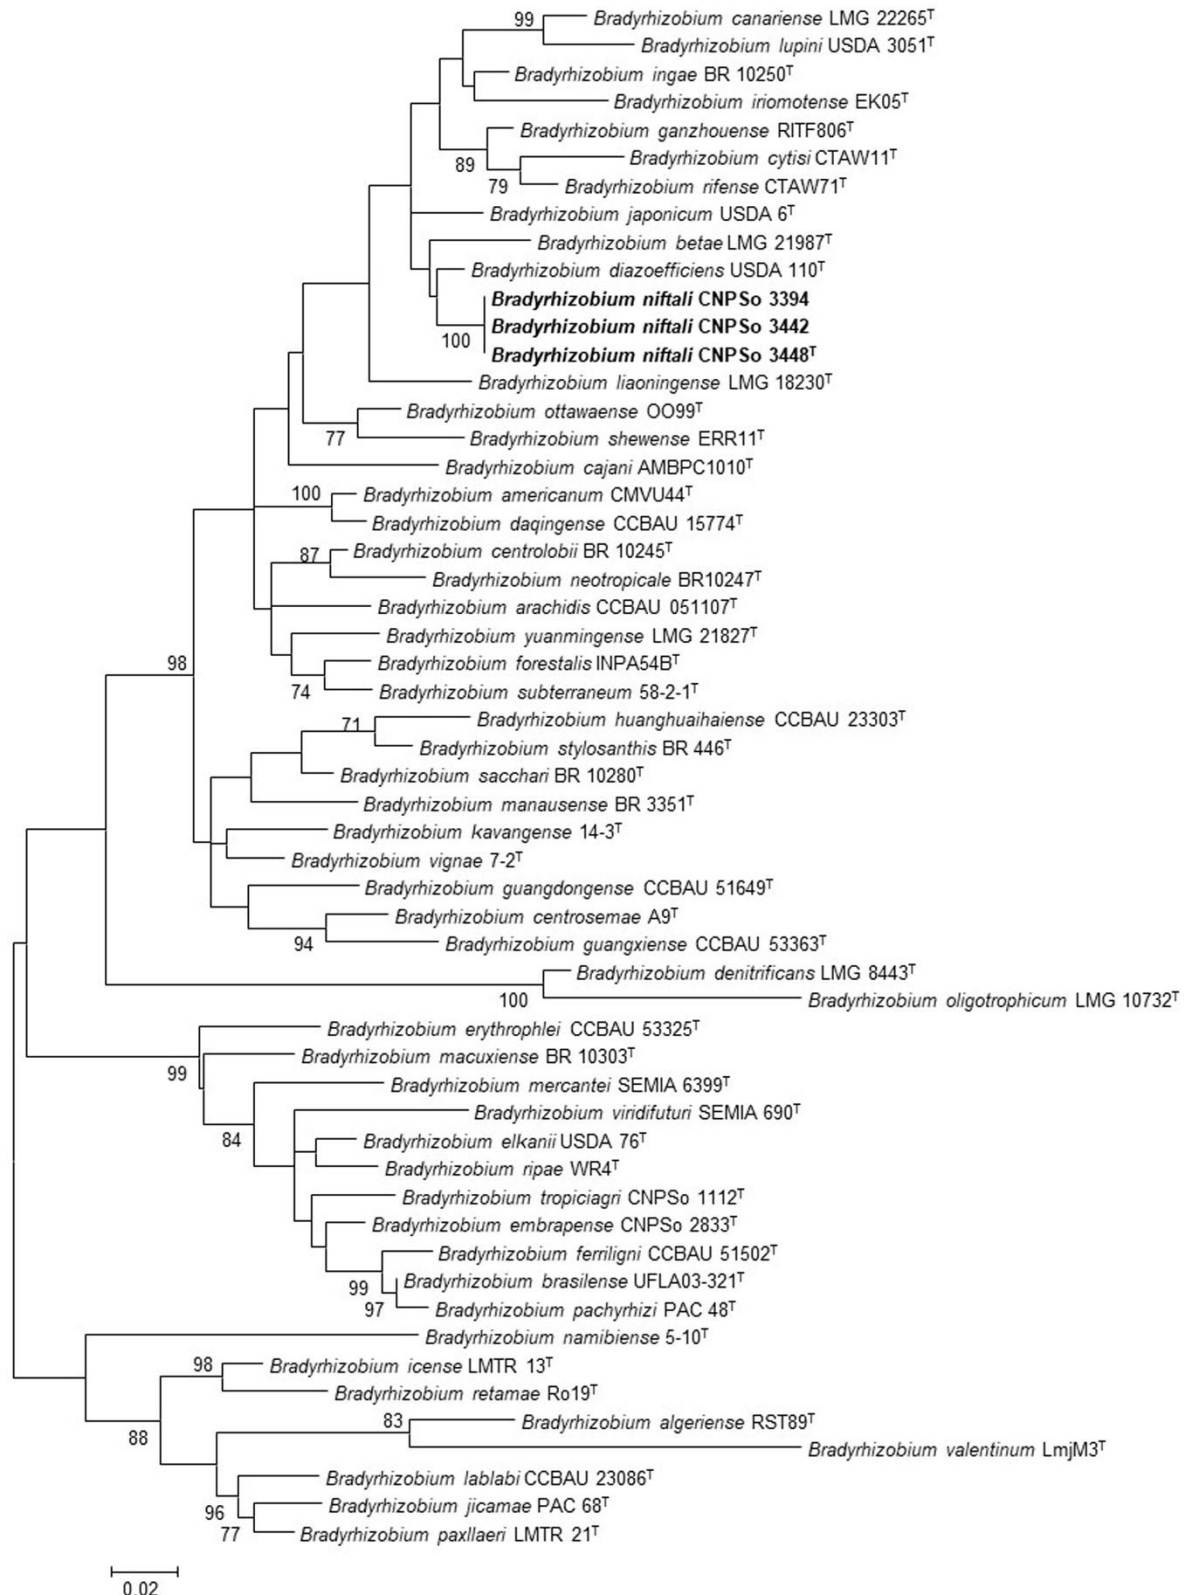 99
Bradyrhizobium canariense LMG 22265ᵀ
Bradyrhizobium lupini USDA 3051ᵀ
Bradyrhizobium ingae BR 10250ᵀ
Bradyrhizobium iriomotense EK05ᵀ
Bradyrhizobium ganzhouense RITF806ᵀ
89
Bradyrhizobium cytisi CTAW11ᵀ
79
Bradyrhizobium rifense CTAW71ᵀ
Bradyrhizobium japonicum USDA 6ᵀ
Bradyrhizobium betae LMG 21987ᵀ
Bradyrhizobium diazoefficiens USDA 110ᵀ
Bradyrhizobium niftali CNPSo 3394
Bradyrhizobium niftali CNPSo 3442
100
Bradyrhizobium niftali CNPSo 3448ᵀ
Bradyrhizobium liaoningense LMG 18230ᵀ
Bradyrhizobium ottawaense OO99ᵀ
77
Bradyrhizobium shewense ERR11ᵀ
Bradyrhizobium cajani AMBPC1010ᵀ
100
Bradyrhizobium americanum CMVU44ᵀ
Bradyrhizobium daqingense CCBAU 15774ᵀ
87
Bradyrhizobium centrolobii BR 10245ᵀ
Bradyrhizobium neotropicale BR10247ᵀ
Bradyrhizobium arachidis CCBAU 051107ᵀ
Bradyrhizobium yuanmingense LMG 21827ᵀ
98
Bradyrhizobium forestalis INPA54Bᵀ
74
Bradyrhizobium subterraneum 58-2-1ᵀ
71
Bradyrhizobium huanghuaihaiense CCBAU 23303ᵀ
Bradyrhizobium stylosanthis BR 446ᵀ
Bradyrhizobium sacchari BR 10280ᵀ
Bradyrhizobium manausense BR 3351ᵀ
Bradyrhizobium kavangense 14-3ᵀ
Bradyrhizobium vignae 7-2ᵀ
Bradyrhizobium guangdongense CCBAU 51649ᵀ
Bradyrhizobium centrosemae A9ᵀ
94
Bradyrhizobium guangxiense CCBAU 53363ᵀ
Bradyrhizobium denitrificans LMG 8443ᵀ
100
Bradyrhizobium oligotrophicum LMG 10732ᵀ
Bradyrhizobium erythrophlei CCBAU 53325ᵀ
Bradyrhizobium macuxiense BR 10303ᵀ
99
Bradyrhizobium mercantei SEMIA 6399ᵀ
Bradyrhizobium viridifuturi SEMIA 690ᵀ
84
Bradyrhizobium elkanii USDA 76ᵀ
Bradyrhizobium ripae WR4ᵀ
Bradyrhizobium tropiciagri CNPSo 1112ᵀ
Bradyrhizobium embrapense CNPSo 2833ᵀ
Bradyrhizobium ferriligni CCBAU 51502ᵀ
99
Bradyrhizobium brasilense UFLA03-321ᵀ
97
Bradyrhizobium pachyrhizi PAC 48ᵀ
Bradyrhizobium namibiense 5-10ᵀ
98
Bradyrhizobium icense LMTR 13ᵀ
Bradyrhizobium retamae Ro19ᵀ
83
Bradyrhizobium algeriense RST89ᵀ
88
Bradyrhizobium valentinum LmjM3ᵀ
Bradyrhizobium lablabi CCBAU 23086ᵀ
96
Bradyrhizobium jicamae PAC 68ᵀ
77
Bradyrhizobium paxllaeri LMTR 21ᵀ
0.02